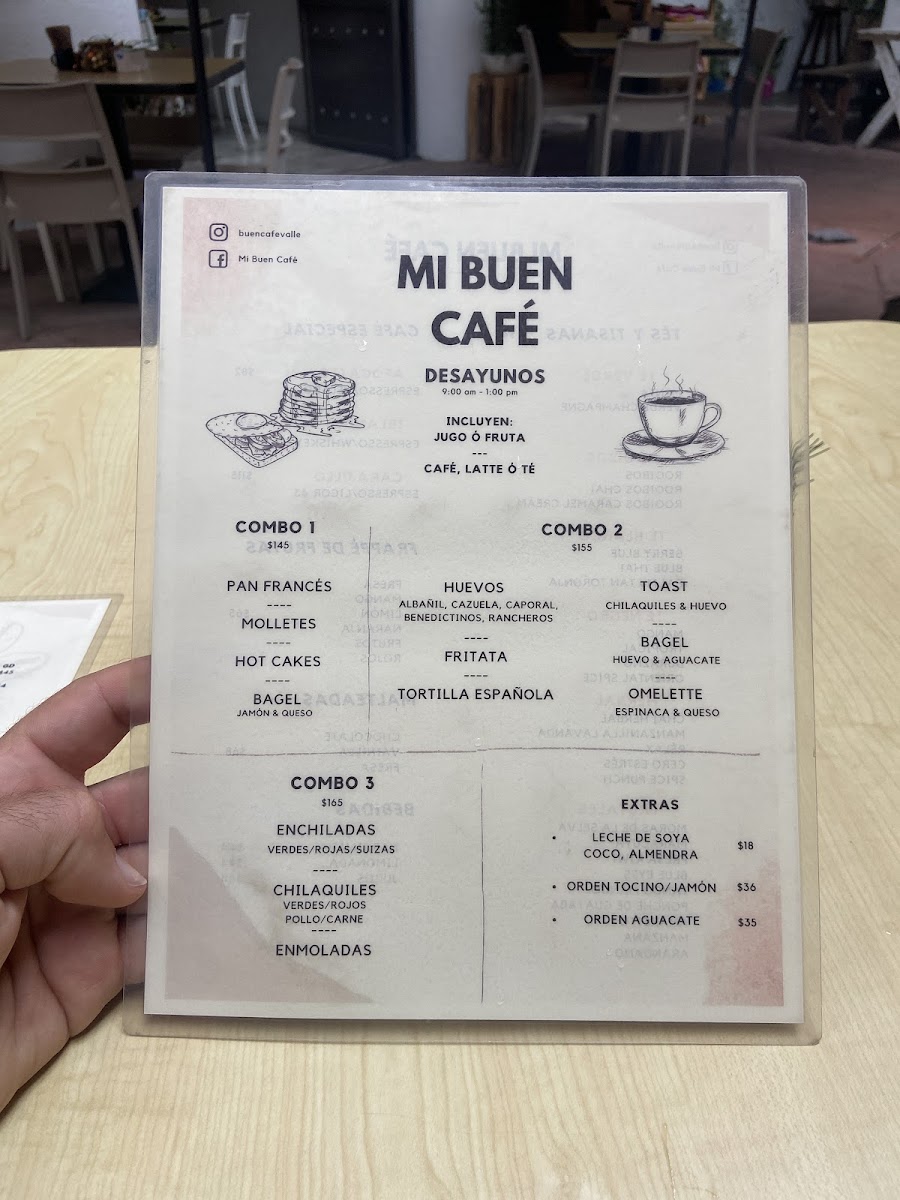 buencafevalle
Mi Buen Café
MI BUEN
CAFÉ
DESAYUNOS
9:00 am - 1:00 pm
INCLUYEN:
JUGO Ó FRUTA
---
CAFÉ, LATTE Ó TÉ
COMBO 1
$145
PAN FRANCÉS
----
MOLLETES
----
HOT CAKES
----
BAGEL
JAMÓN & QUESO
COMBO 2
$155
HUEVOS
ALBAÑIL, CAZUELA, CAPORAL,
BENEDICTINOS, RANCHEROS
----
FRITATA
----
TORTILLA ESPAÑOLA
TOAST
CHILAQUILES & HUEVO
----
BAGEL
HUEVO & AGUACATE
----
OMELETTE
ESPINACA & QUESO
COMBO 3
$165
ENCHILADAS
VERDES/ROJAS/SUIZAS
----
CHILAQUILES
VERDES/ROJOS
POLLO/CARNE
----
ENMOLADAS
EXTRAS
• LECHE DE SOYA
COCO, ALMENDRA $18
• ORDEN TOCINO/JAMÓN $36
• ORDEN AGUACATE $35